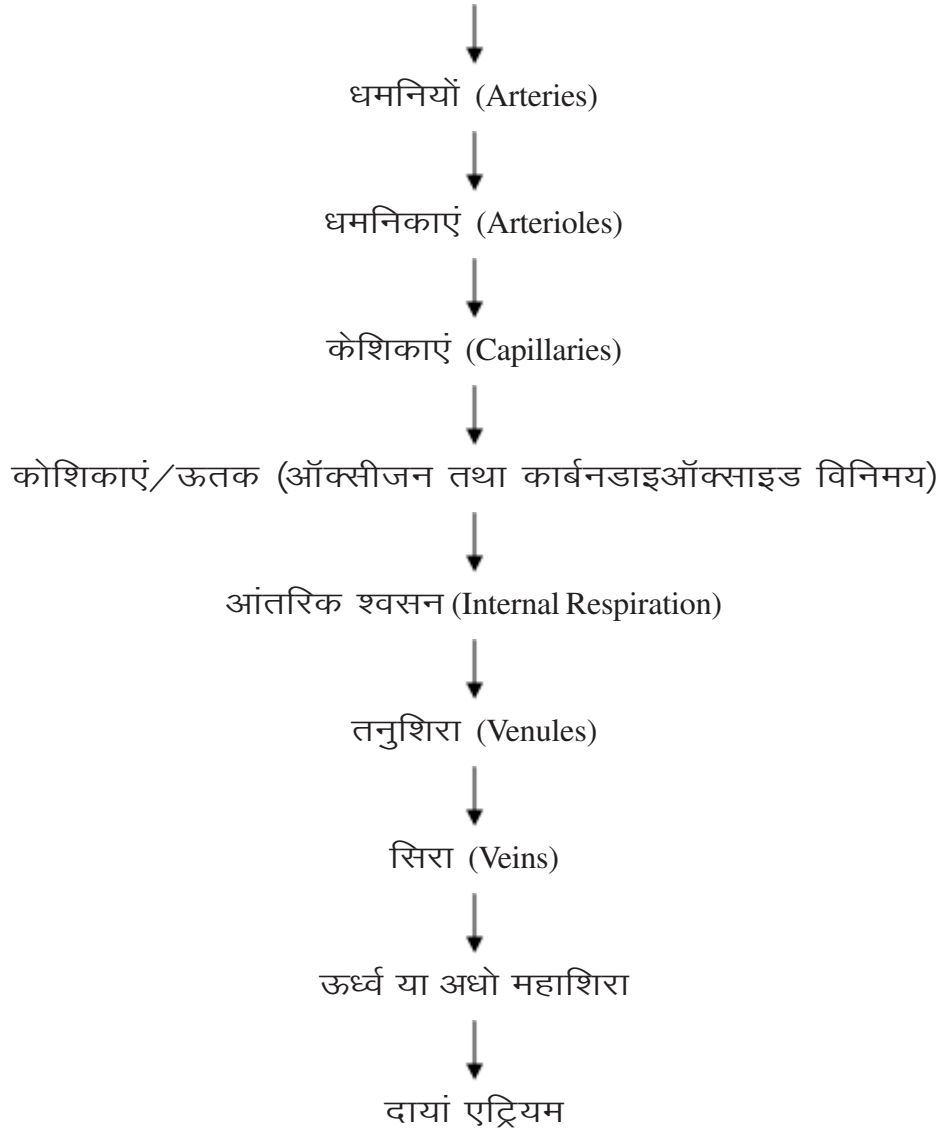 धमनियों (Arteries)
धमनिकाएं (Arterioles)
केशिकाएं (Capillaries)
कोशिकाएं/ऊतक (ऑक्सीजन तथा कार्बनडाइऑक्साइड विनिमय)
आंतरिक श्वसन (Internal Respiration)
तनुशिरा (Venules)
सिरा (Veins)
ऊर्ध्व या अधो महाशिरा
दायां एट्रियम